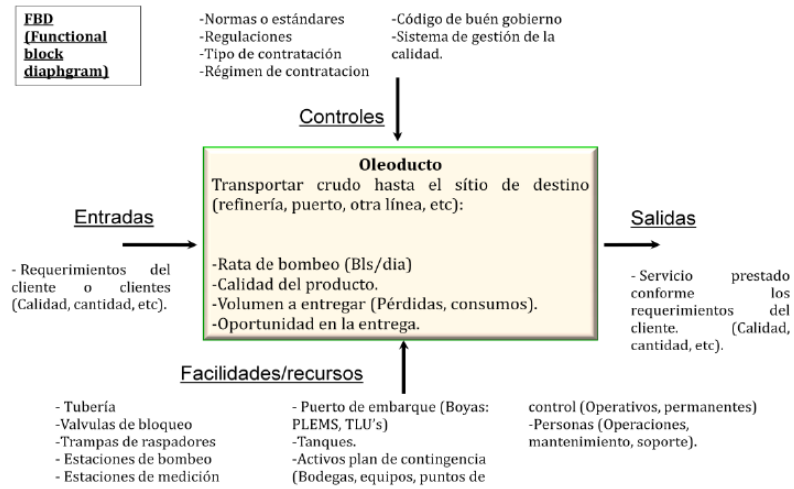 FBD
(Functional
block
diaphgram)
-Normas o estándares
-Regulaciones
-Tipo de contratación
-Régimen de contratacion
-Código de buén gobierno
-Sistema de gestión de la
calidad.
Controles
Oleoducto
Transportar crudo hasta el sítio de destino
(refinería, puerto, otra línea, etc):
-Rata de bombeo (Bls/dia)
-Calidad del producto.
-Volumen a entregar (Pérdidas, consumos).
-Oportunidad en la entrega.
Entradas
- Requerimientos del
cliente o clientes
(Calidad, cantidad, etc).
Salidas
- Servicio prestado
conforme los
requerimientos del
cliente. (Calidad,
cantidad, etc).
Facilidades/recursos
- Tubería
-Valvulas de bloqueo
-Trampas de raspadores
- Estaciones de bombeo
- Estaciones de medición
- Puerto de embarque (Boyas:
PLEMS, TLU's)
-Tanques.
-Activos plan de contingencia
(Bodegas, equipos, puntos de
control (Operativos, permanentes)
-Personas (Operaciones,
mantenimiento, soporte).